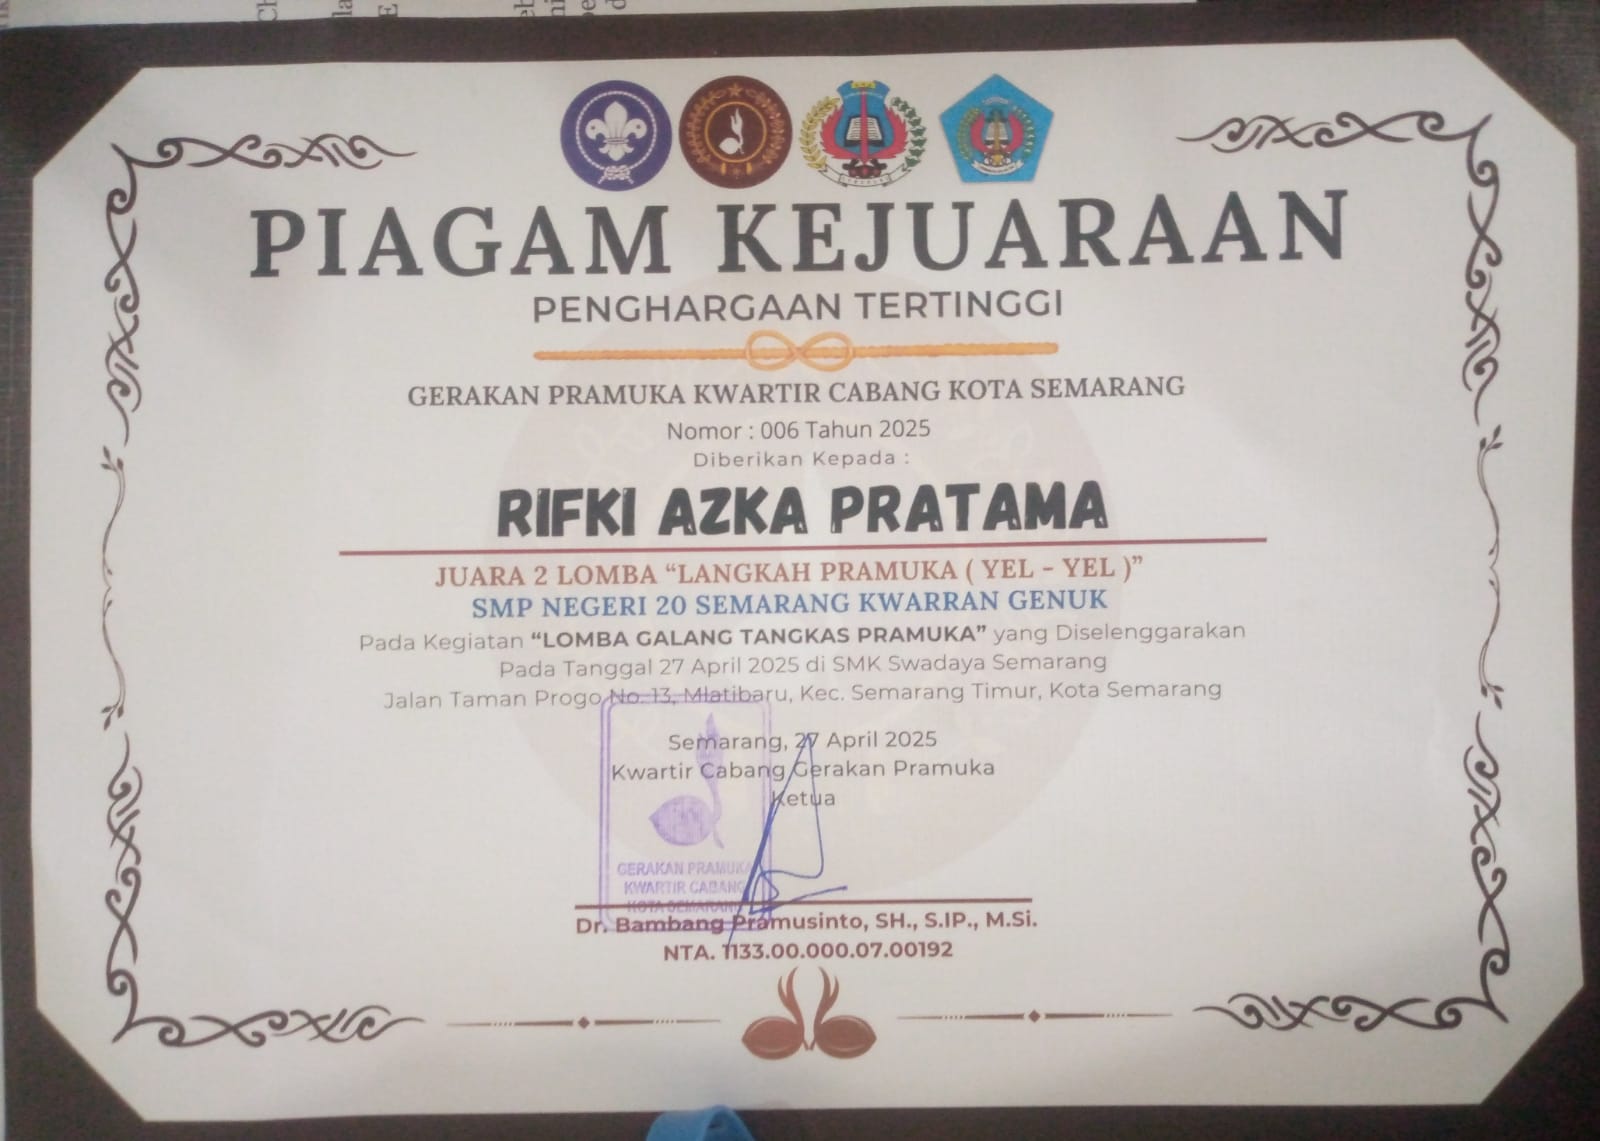 PIAGAM KEJUARAAN
PENGHARGAAN TERTINGGI
GERAKAN PRAMUKA KWARTIR CABANG KOTA SEMARANG
Nomor : 006 Tahun 2025
Diberikan Kepada :
RIFKI AZKA PRATAMA
JUARA 2 LOMBA “LANGKAH PRAMUKA ( YEL - YEL )”
SMP NEGERI 20 SEMARANG KWARRAN GENUK
Pada Kegiatan “LOMBA GALANG TANGKAS PRAMUKA” yang Diselenggarakan
Pada Tanggal 27 April 2025 di SMK Swadaya Semarang
Jalan Taman Progo No. 13, Mlatibaru, Kec. Semarang Timur, Kota Semarang
Semarang, 27 April 2025
Kwartir Cabang Gerakan Pramuka
Ketua
GERAKAN PRAMUKA
KWARTIR CABANG
KOTA SEMARANG
Dr. Bambang Pramusinto, SH., S.IP., M.Si.
NTA. 1133.00.000.07.00192